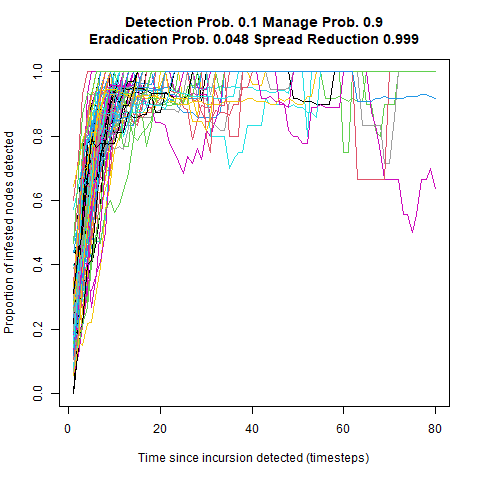 Detection Prob. 0.1 Manage Prob. 0.9
Eradication Prob. 0.048 Spread Reduction 0.999
Proportion of infested nodes detected
1.0
0.8
0.6
0.4
0.2
0.0
0 20 40 60 80
Time since incursion detected (timesteps)